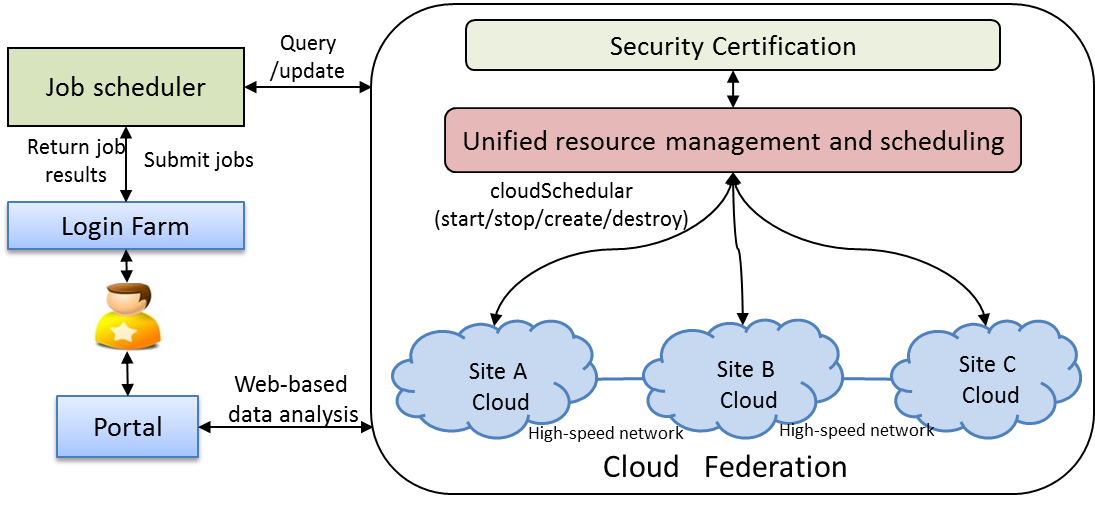 Query
/update
Job scheduler
Return job
results
Submit jobs
Login Farm
Web-based
data analysis
Portal
Security Certification
Unified resource management and scheduling
cloudSchedular
(start/stop/create/destroy)
Site A
Cloud
Site B
Cloud
Site C
Cloud
High-speed network
High-speed network
Cloud Federation